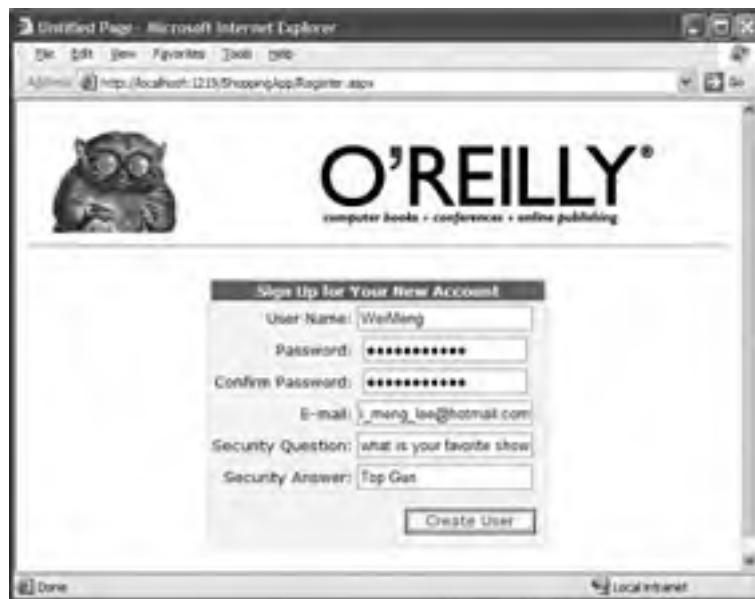 Untitled Page - Microsoft Internet Explorer
File Edit View Favorites Tools Help
Address http://localhost:1215/ShoppingApp/Register.aspx Go
O'REILLY®
computer books • conferences • online publishing
Sign Up for Your New Account
User Name: WeiMeng
Password: •••••••••••
Confirm Password: •••••••••••
E-mail: i_meng_lee@hotmail.com
Security Question: what is your favorite show
Security Answer: Top Gun
Create User
Done Local intranet